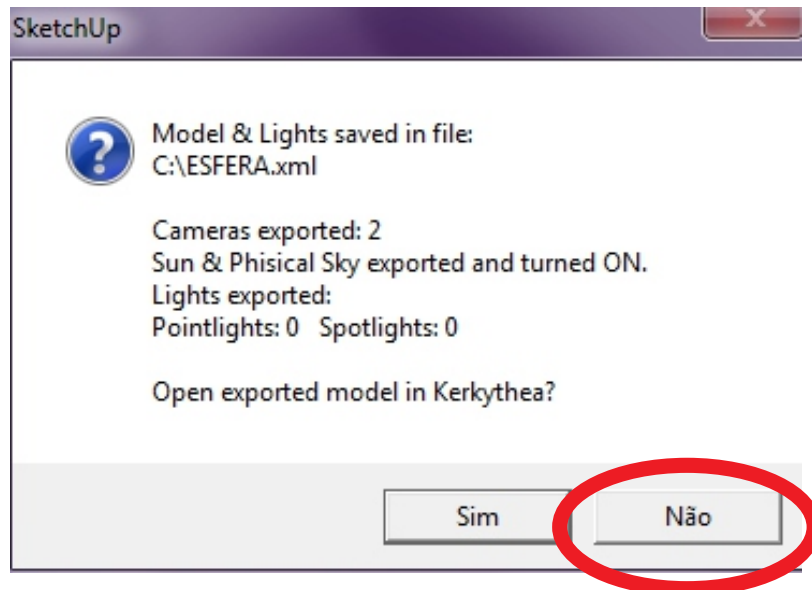 SketchUp
Model & Lights saved in file:
C:\ESFERA.xml
Cameras exported: 2
Sun & Phisical Sky exported and turned ON.
Lights exported:
Pointlights: 0 Spotlights: 0
Open exported model in Kerkythea?
Sim
Não